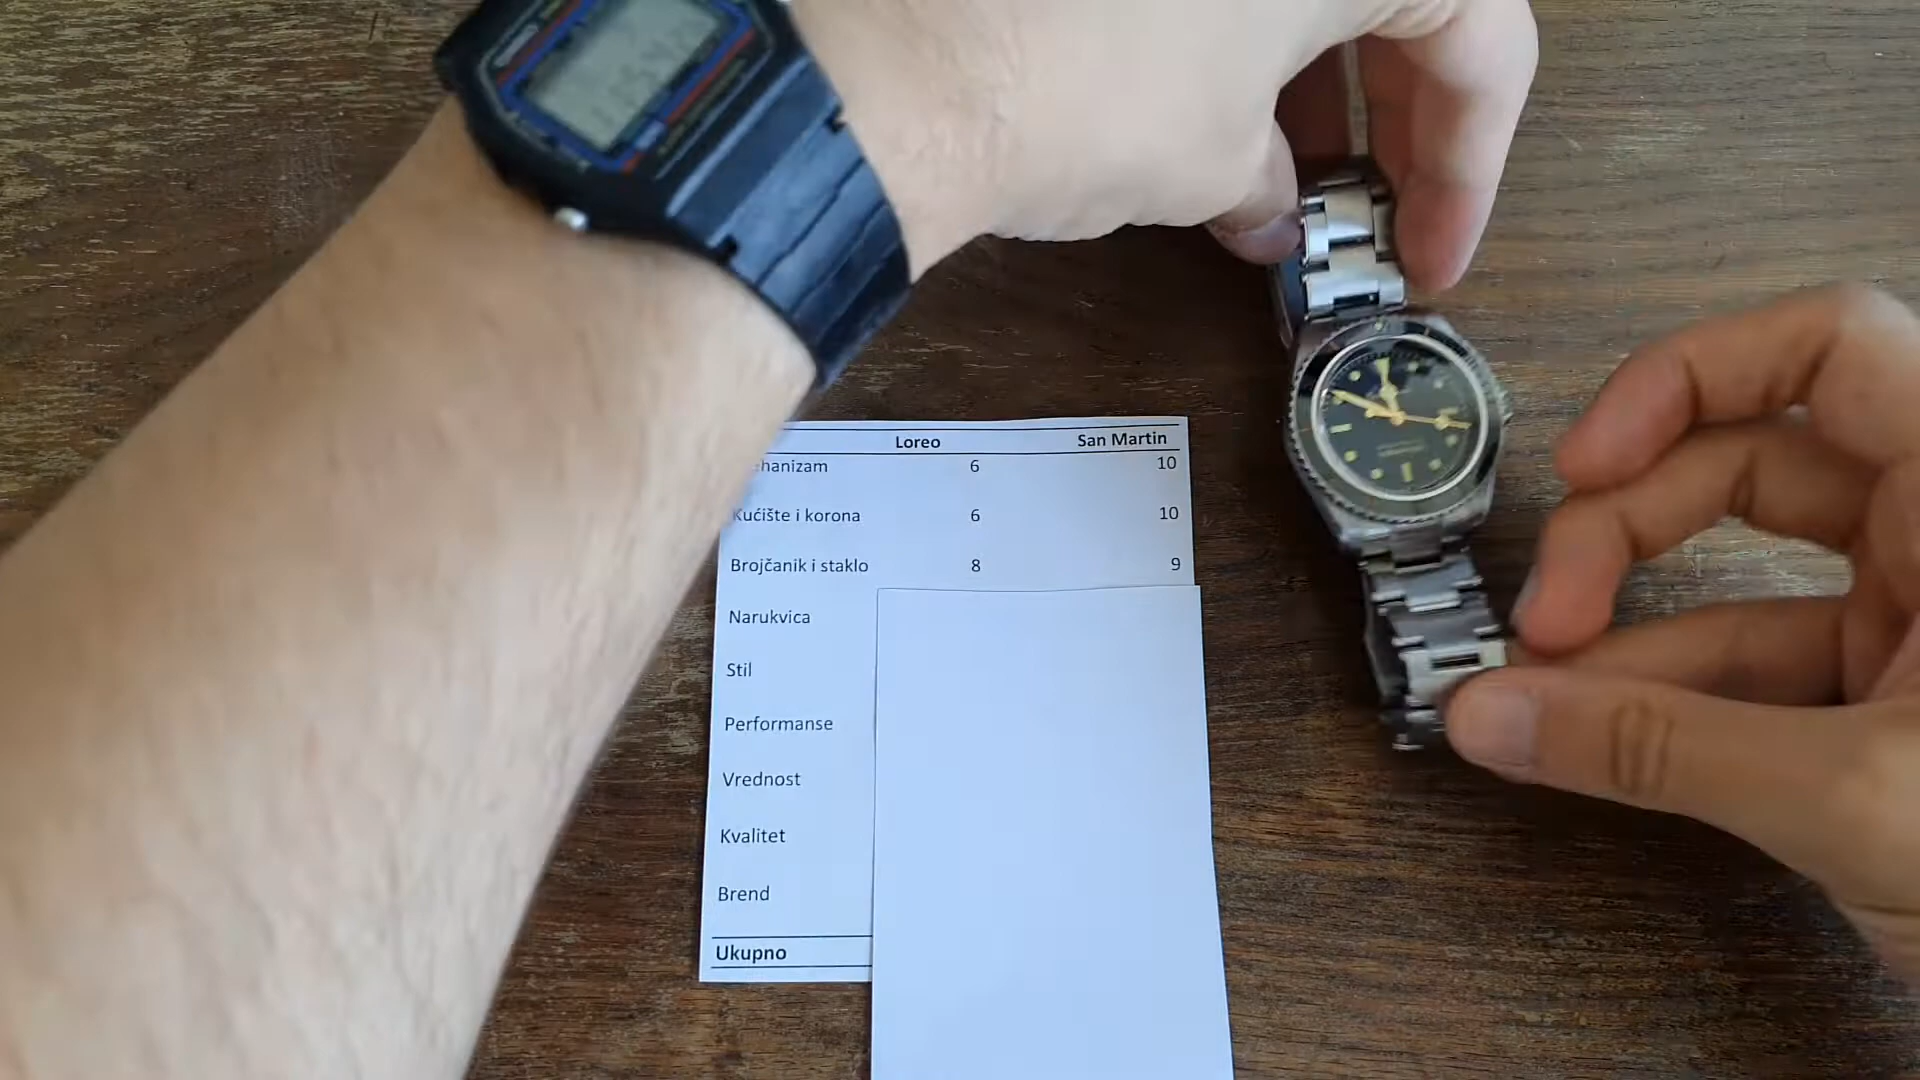 Loreo San Martin
hanizam 6 10
Kućište i korona 6 10
Brojčanik i staklo 8 9
Narukvica
Stil
Performanse
Vrednost
Kvalitet
Brend
Ukupno